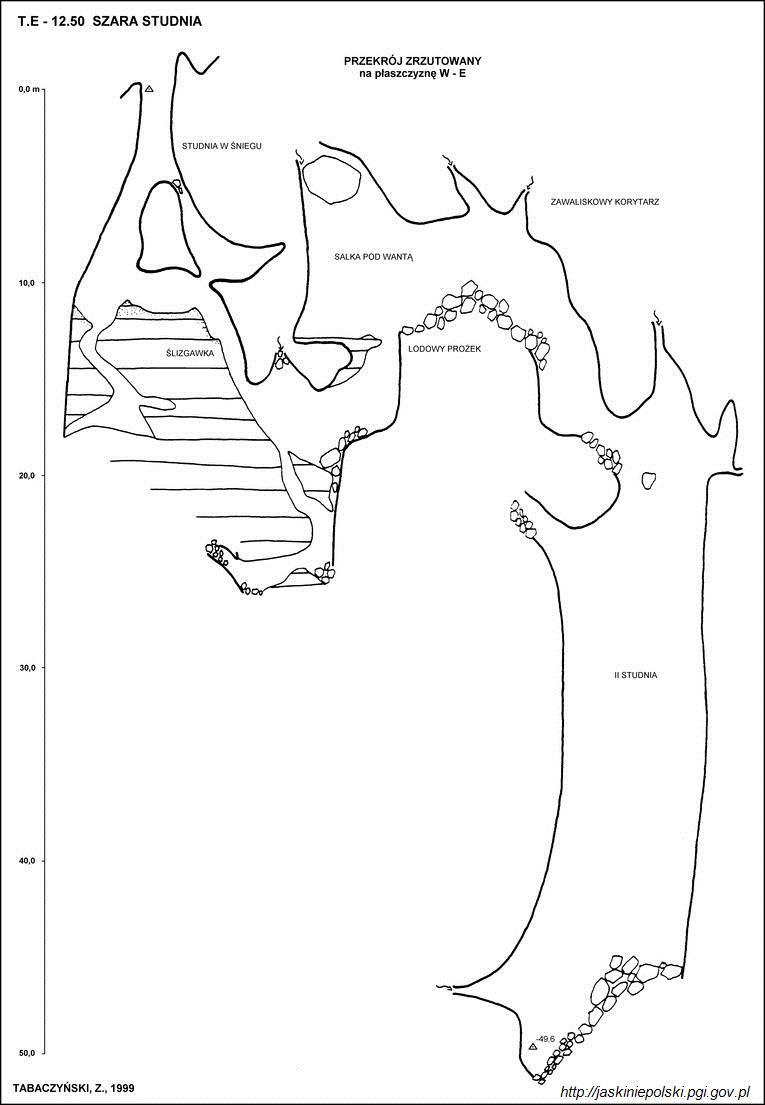 T.E - 12.50 SZARA STUDNIA
PRZEKRÓJ ZRZUTOWANY
na płaszczyznę W - E
0,0 m
STUDNIA W ŚNIEGU
ZAWALISKOWY KORYTARZ
SALKA POD WANTĄ
10,0
ŚLIZGAWKA
LODOWY PROŻEK
20,0
30,0
II STUDNIA
40,0
-49,6
50,0
TABACZYŃSKI, Z., 1999
http://jaskiniepolski.pgi.gov.pl